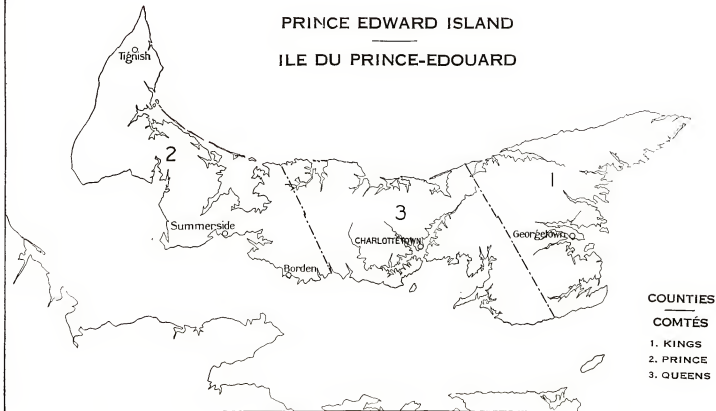 PRINCE EDWARD ISLAND
ILE DU PRINCE-EDOUARD
Tignish
2
1
3
Summerside
CHARLOTTETOWN
Georgetown
Borden
COUNTIES
COMTÉS
1. KINGS
2. PRINCE
3. QUEENS